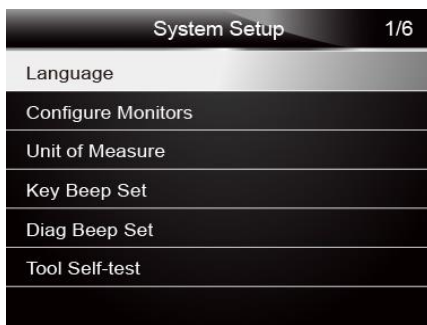 System Setup 1/6
Language
Configure Monitors
Unit of Measure
Key Beep Set
Diag Beep Set
Tool Self-test